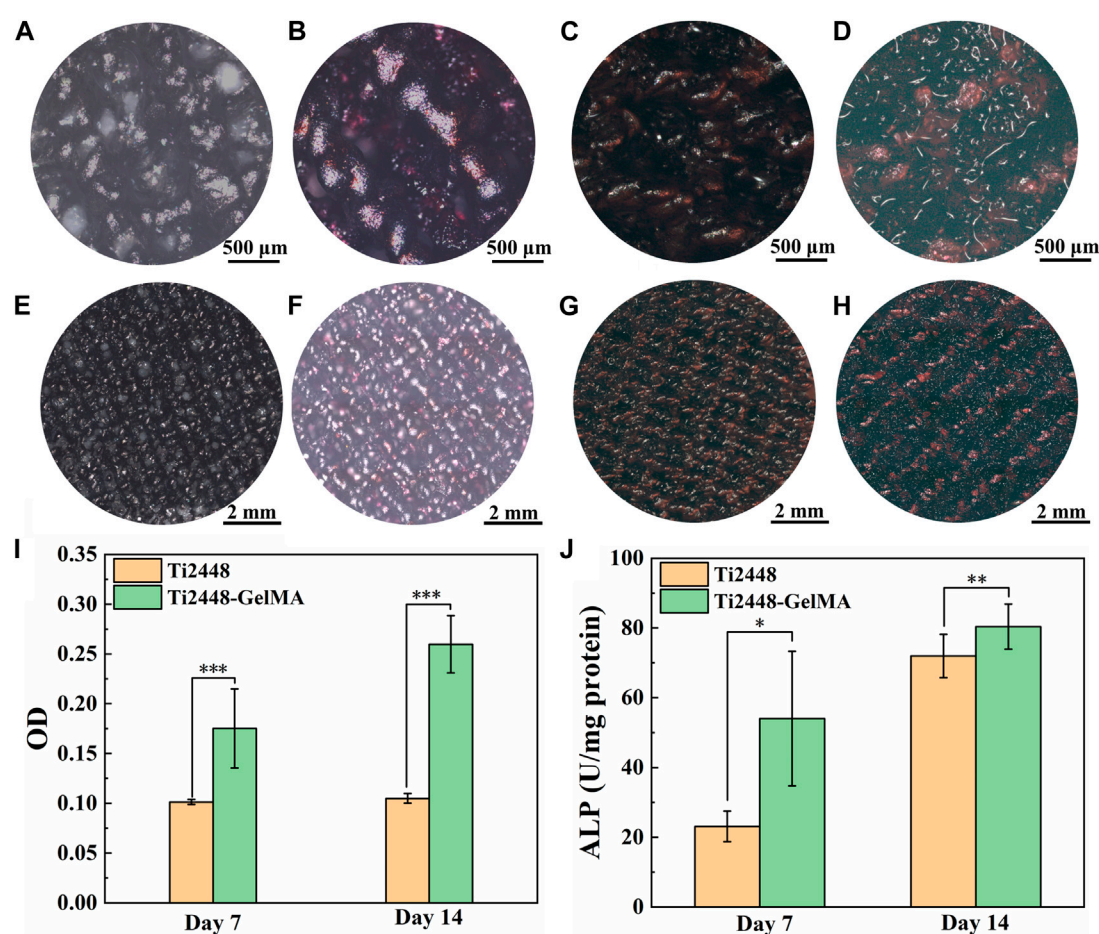 A
B
C
D
500 µm
500 µm
500 µm
500 µm
E
F
G
H
2 mm
2 mm
2 mm
2 mm
I
0.35
0.30
0.25
0.20
0.15
0.10
0.05
0.00
OD
Ti2448
Ti2448-GelMA
***
***
Day 7
Day 14
J
100
80
60
40
20
0
ALP (U/mg protein)
Ti2448
Ti2448-GelMA
*
**
Day 7
Day 14